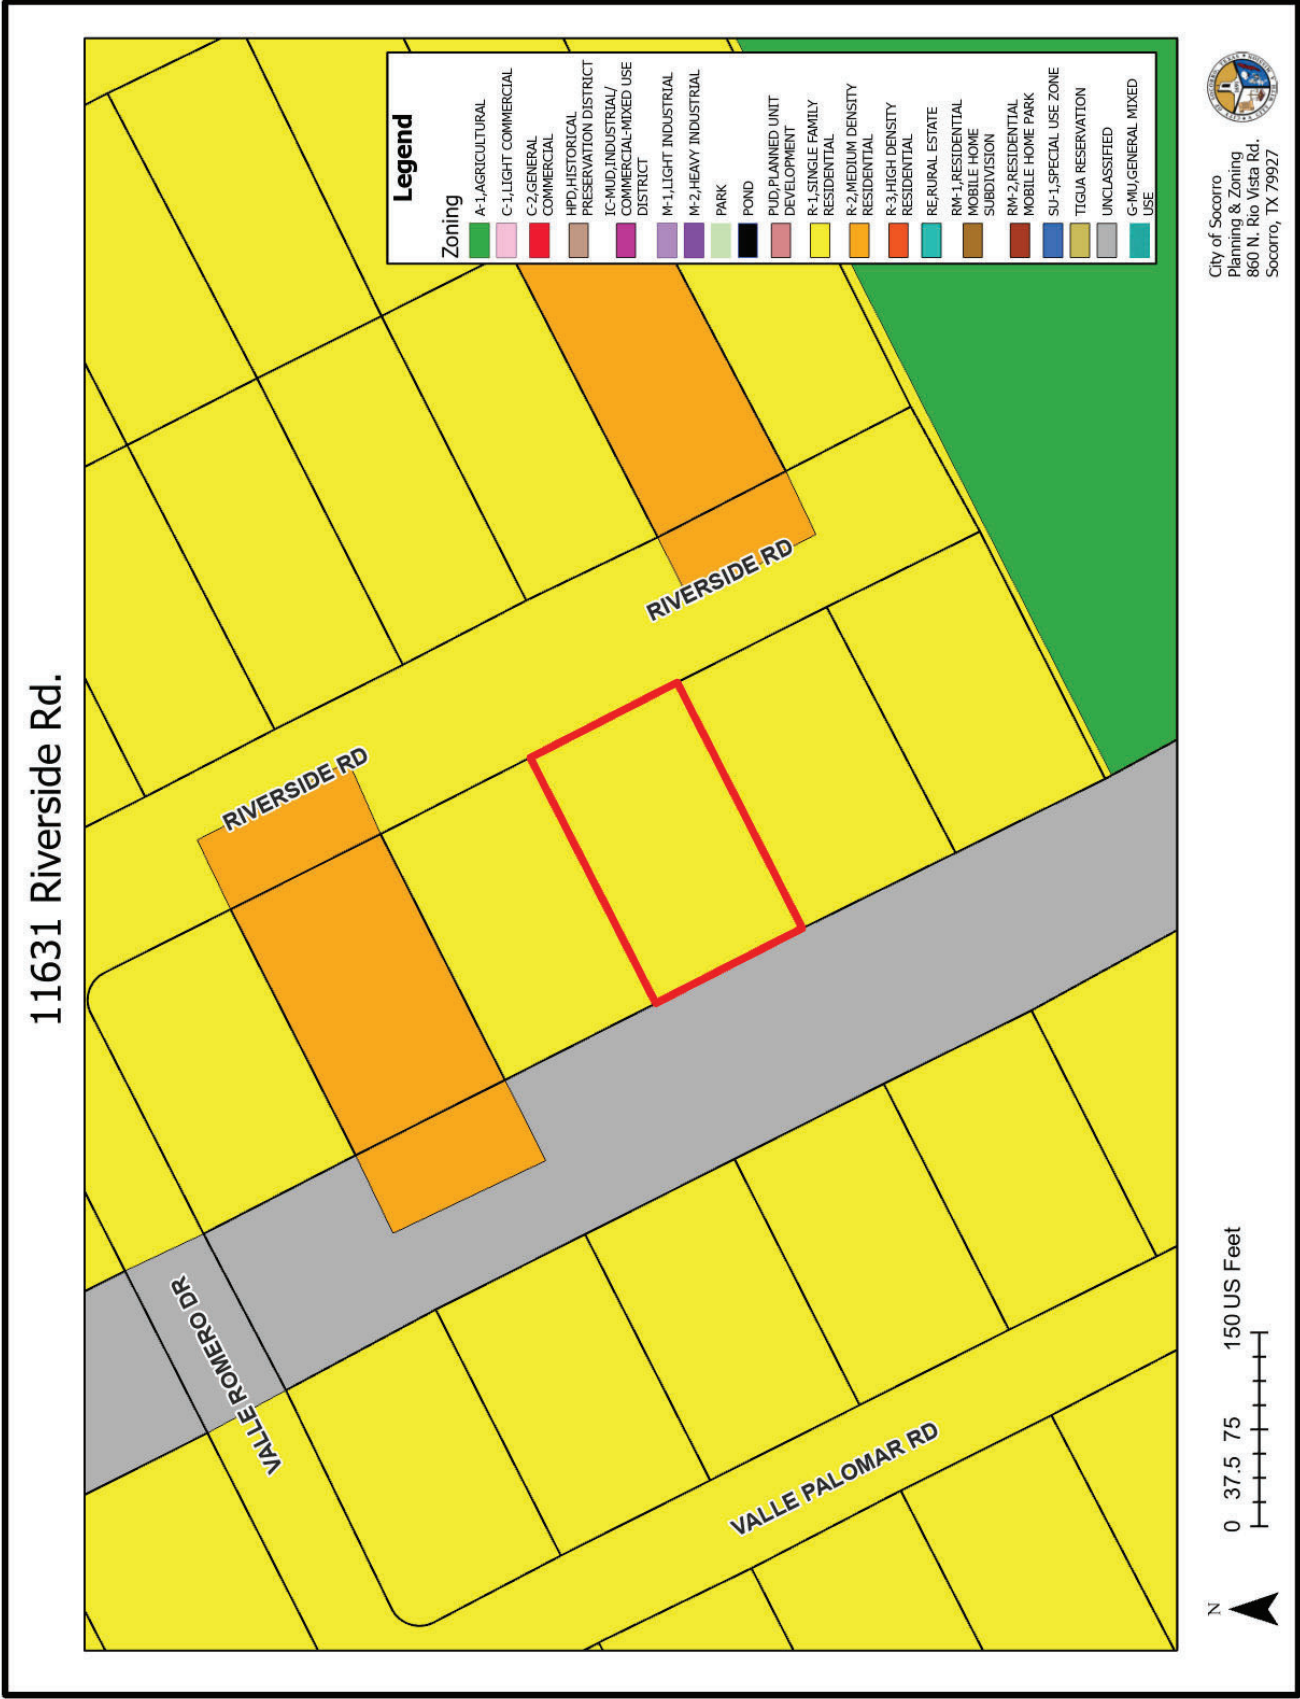 11631 Riverside Rd.
RIVERSIDE RD
RIVERSIDE RD
VALLE ROMERO DR
VALLE PALOMAR RD
Legend
Zoning
A-1,AGRICULTURAL
C-1,LIGHT COMMERCIAL
C-2,GENERAL
COMMERCIAL
HPD,HISTORICAL
PRESERVATION DISTRICT
IC-MUD,INDUSTRIAL/
COMMERCIAL-MIXED USE
DISTRICT
M-1,LIGHT INDUSTRIAL
M-2,HEAVY INDUSTRIAL
PARK
POND
PUD,PLANNED UNIT
DEVELOPMENT
R-1,SINGLE FAMILY
RESIDENTIAL
R-2,MEDIUM DENSITY
RESIDENTIAL
R-3,HIGH DENSITY
RESIDENTIAL
RE,RURAL ESTATE
RM-1,RESIDENTIAL
MOBILE HOME
SUBDIVISION
RM-2,RESIDENTIAL
MOBILE HOME PARK
SU-1,SPECIAL USE ZONE
TIGUA RESERVATION
UNCLASSIFIED
G-MU,GENERAL MIXED
USE
N
0 37.5 75 150 US Feet
City of Socorro
Planning & Zoning
860 N. Rio Vista Rd.
Socorro, TX 79927